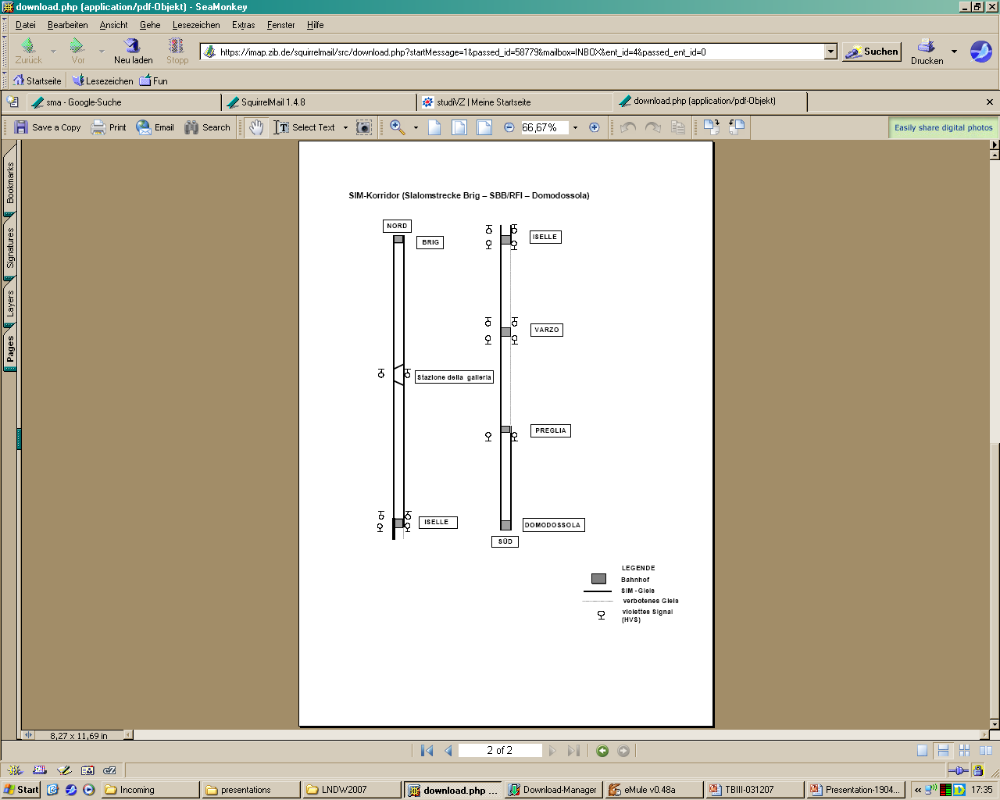 download.php (application/pdf-Objekt) - SeaMonkey
Datei Bearbeiten Ansicht Gehe Lesezeichen Extras Fenster Hilfe
Zurück Vor Neu laden Stopp https://imap.zib.de/squirrelmail/src/download.php?startMessage=1&passed_id=58779&mailbox=INBOX&ent_id=4&passed_ent_id=0 Suchen Drucken
Startseite Lesezeichen Fun
sma - Google-Suche SquirrelMail 1.4.8 studiVZ | Meine Startseite download.php (application/pdf-Objekt)
Save a Copy Print Email Search Select Text 66,67% Easily share digital photos
Bookmarks
Signatures
Layers
Pages
SIM-Korridor (Slalomstrecke Brig – SBB/RFI – Domodossola)
NORD
BRIG
Stazione della galleria
ISELLE
ISELLE
VARZO
PREGLIA
DOMODOSSOLA
SÜD
LEGENDE
Bahnhof
SIM - Gleis
verbotenes Gleis
violettes Signal
(HVS)
8,27 x 11,69 in
2 of 2
cZ
Start Incoming presentations LNDW2007 download.php ... Download-Manager eMule v0.48a TBIII-031207 Presentation-1904... « 17:35